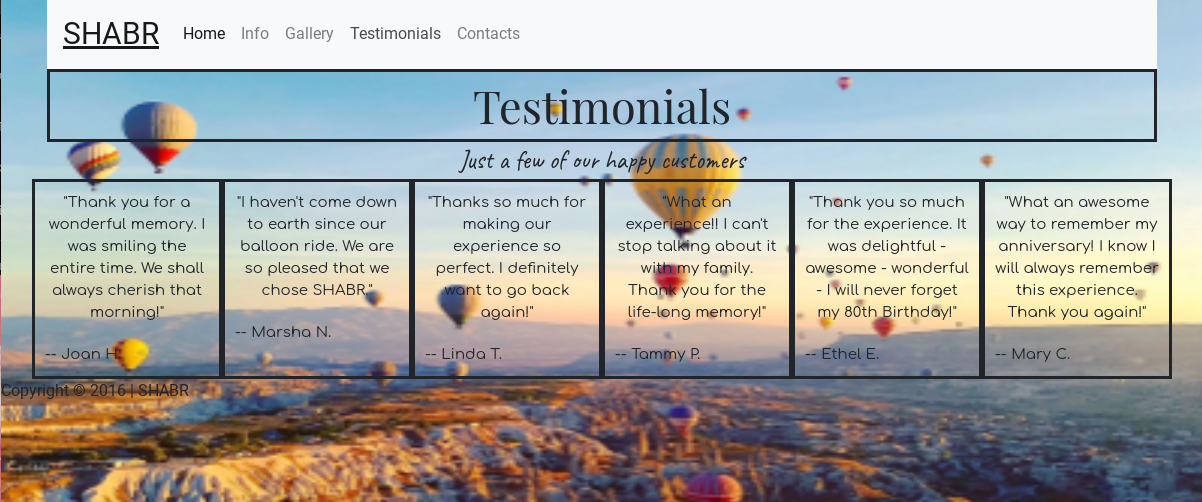 SHABR Home Info Gallery Testimonials Contacts
Testimonials
Just a few of our happy customers
"Thank you for a
wonderful memory. I
was smiling the
entire time. We shall
always cherish that
morning!"
-- Joan H.
"I haven't come down
to earth since our
balloon ride. We are
so pleased that we
chose SHABR."
-- Marsha N.
"Thanks so much for
making our
experience so
perfect. I definitely
want to go back
again!"
-- Linda T.
"What an
experience!! I can't
stop talking about it
with my family.
Thank you for the
life-long memory!"
-- Tammy P.
"Thank you so much
for the experience. It
was delightful -
awesome - wonderful
- I will never forget
my 80th Birthday!"
-- Ethel E.
"What an awesome
way to remember my
anniversary! I know I
will always remember
this experience.
Thank you again!"
-- Mary C.
Copyright © 2016 | SHABR